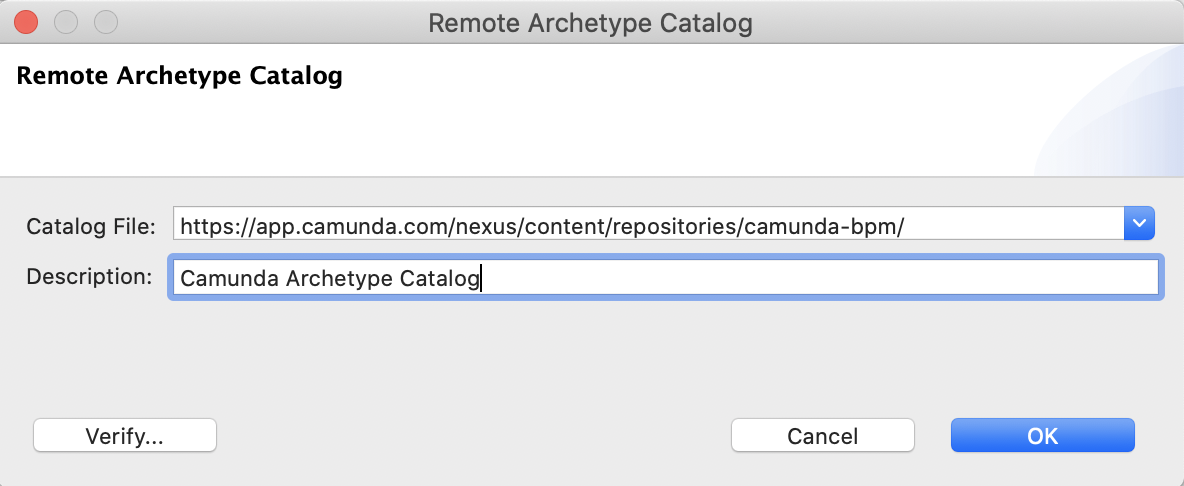 Remote Archetype Catalog
Remote Archetype Catalog
Catalog File: https://app.camunda.com/nexus/content/repositories/camunda-bpm/
Description: Camunda Archetype Catalog
Verify... Cancel OK